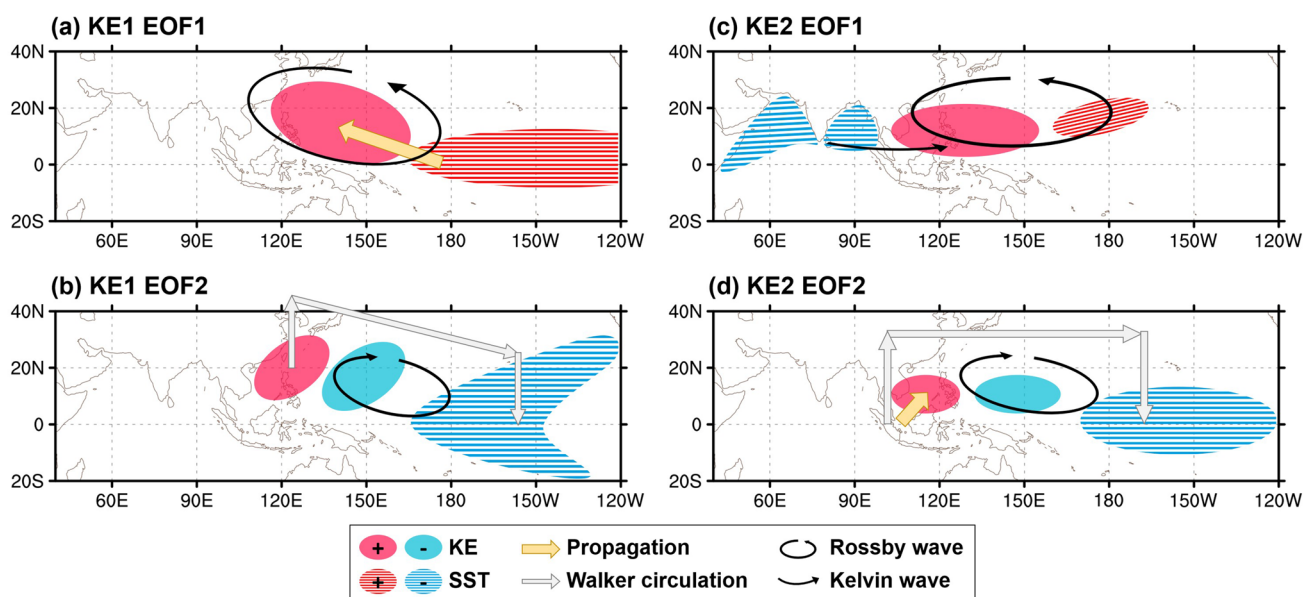 (a) KE1 EOF1
40N
20N
0
20S
60E 90E 120E 150E 180 150W 120W
(c) KE2 EOF1
40N
20N
0
20S
60E 90E 120E 150E 180 150W 120W
(b) KE1 EOF2
40N
20N
0
20S
60E 90E 120E 150E 180 150W 120W
(d) KE2 EOF2
40N
20N
0
20S
60E 90E 120E 150E 180 150W 120W
+ - KE Propagation Rossby wave
+ - SST Walker circulation Kelvin wave